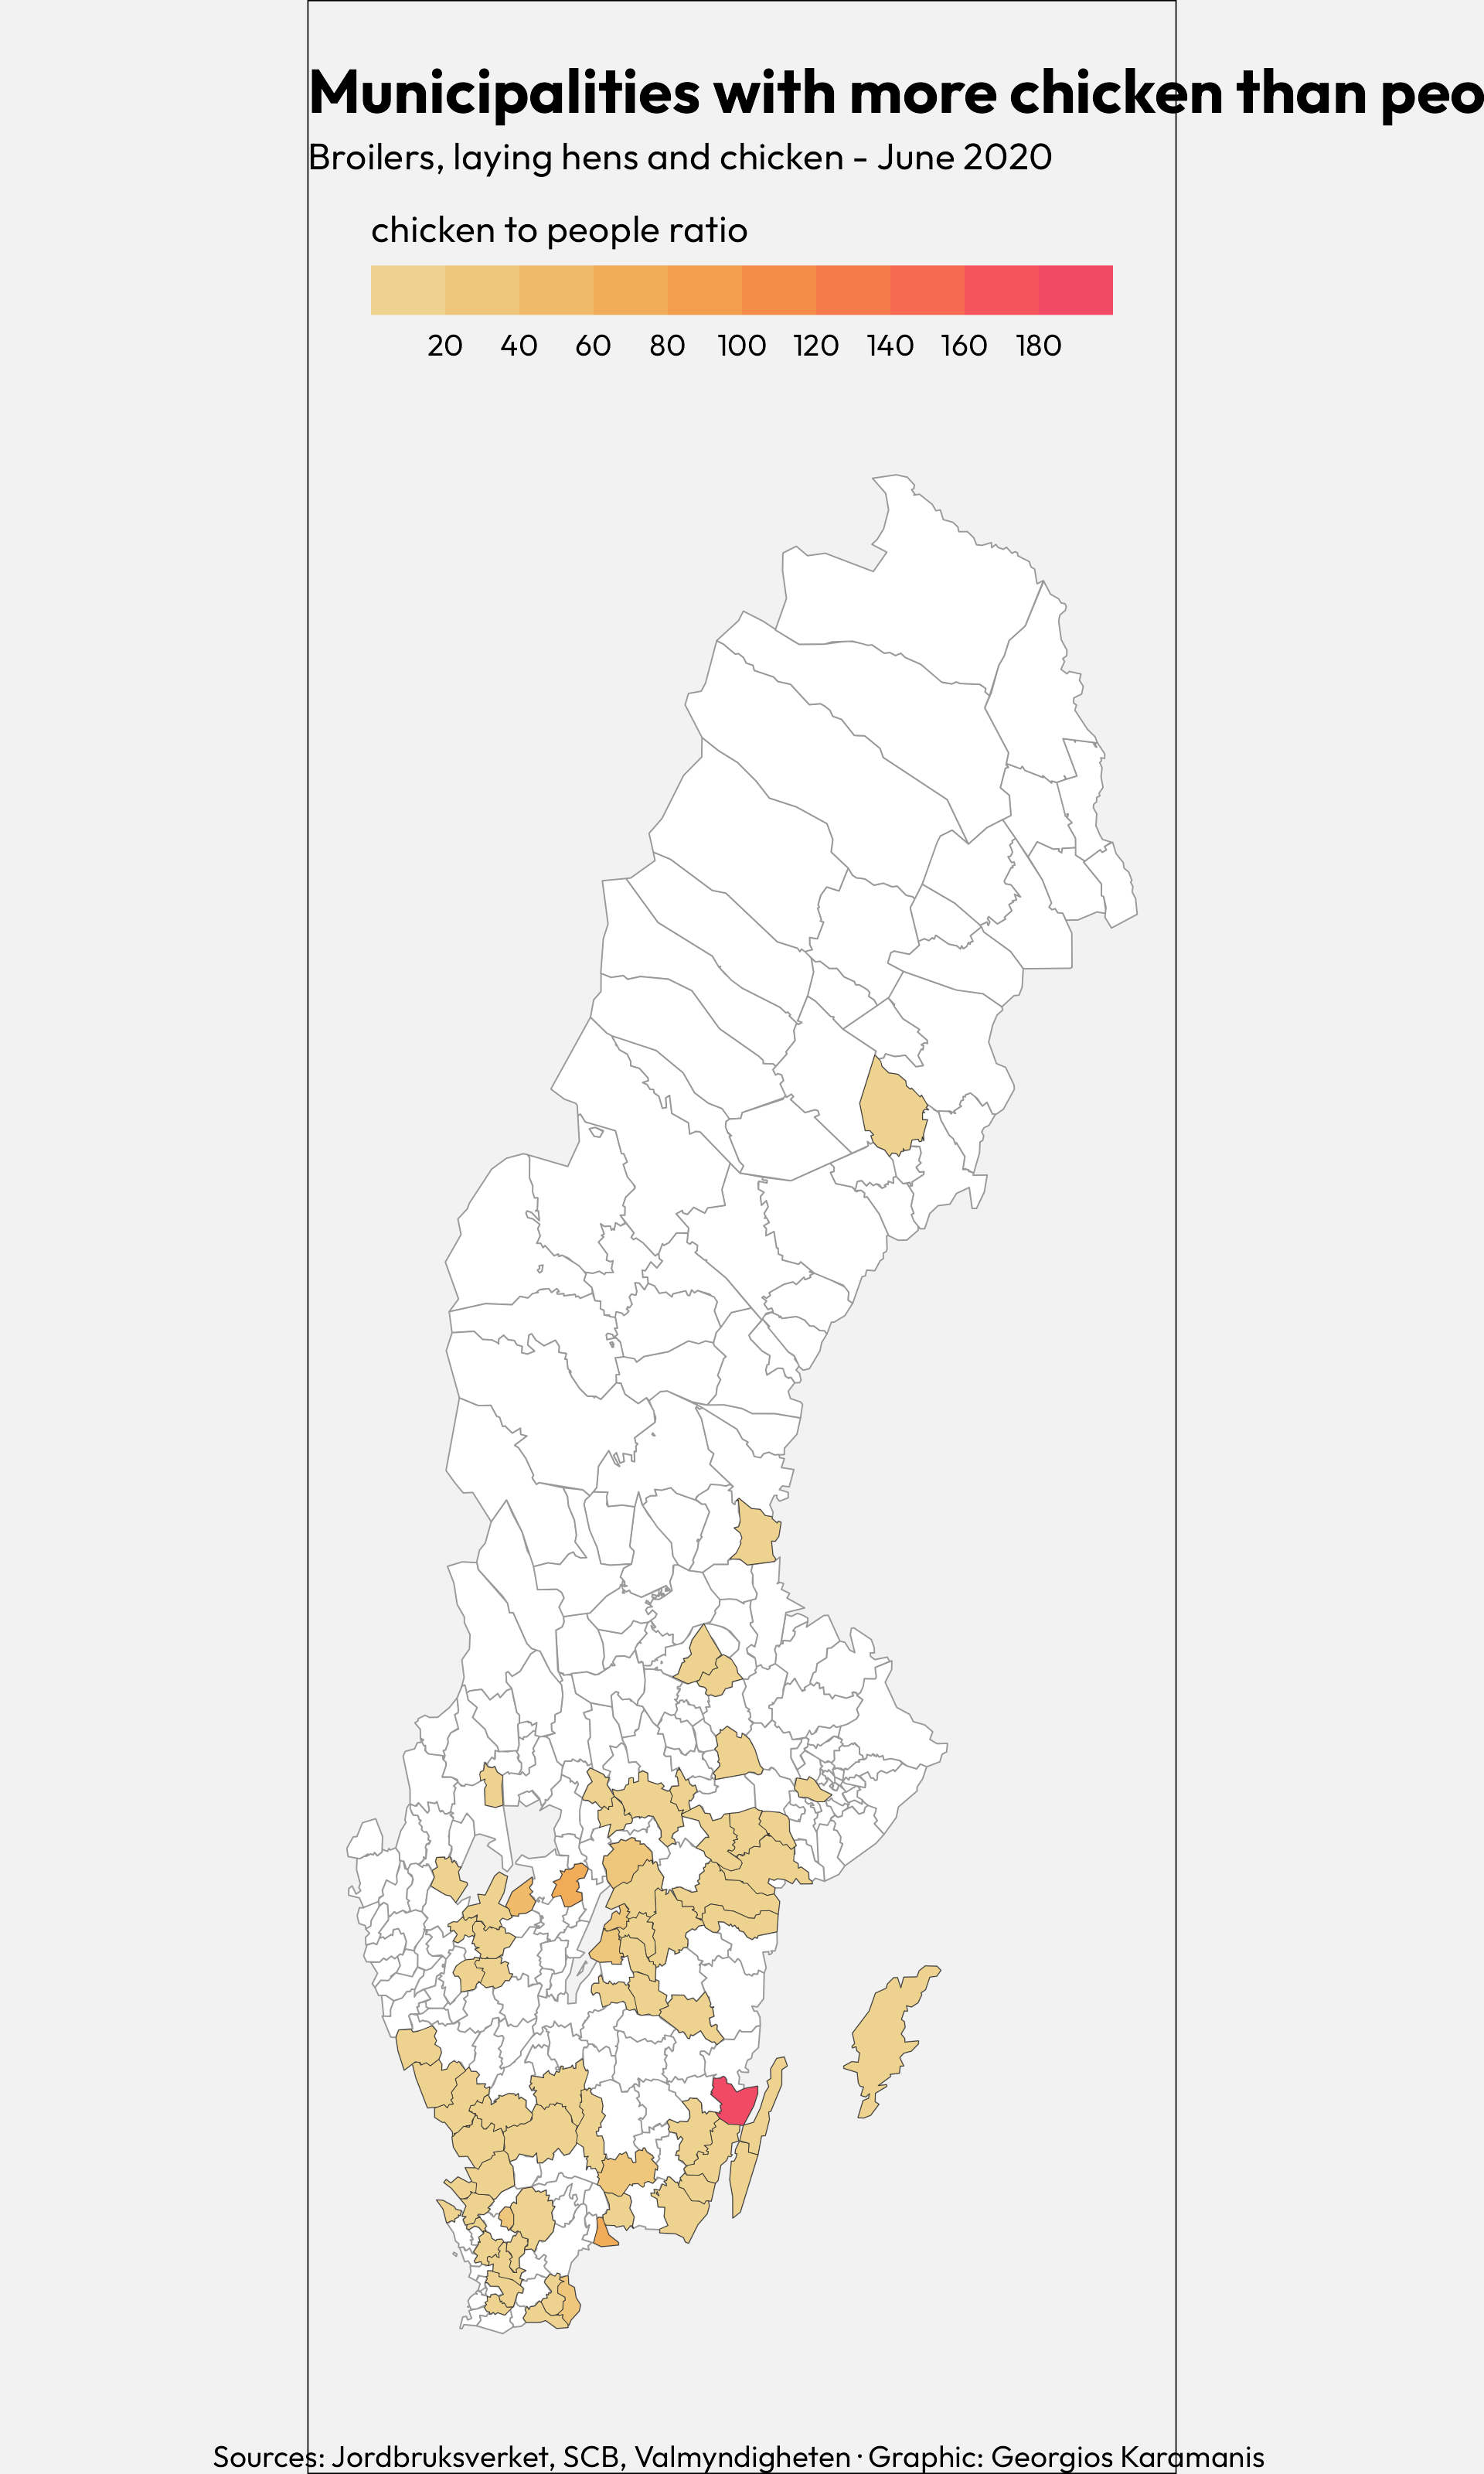 Municipalities with more chicken than peo
Broilers, laying hens and chicken - June 2020
chicken to people ratio
20 40 60 80 100 120 140 160 180
Sources: Jordbruksverket, SCB, Valmyndigheten · Graphic: Georgios Karamanis